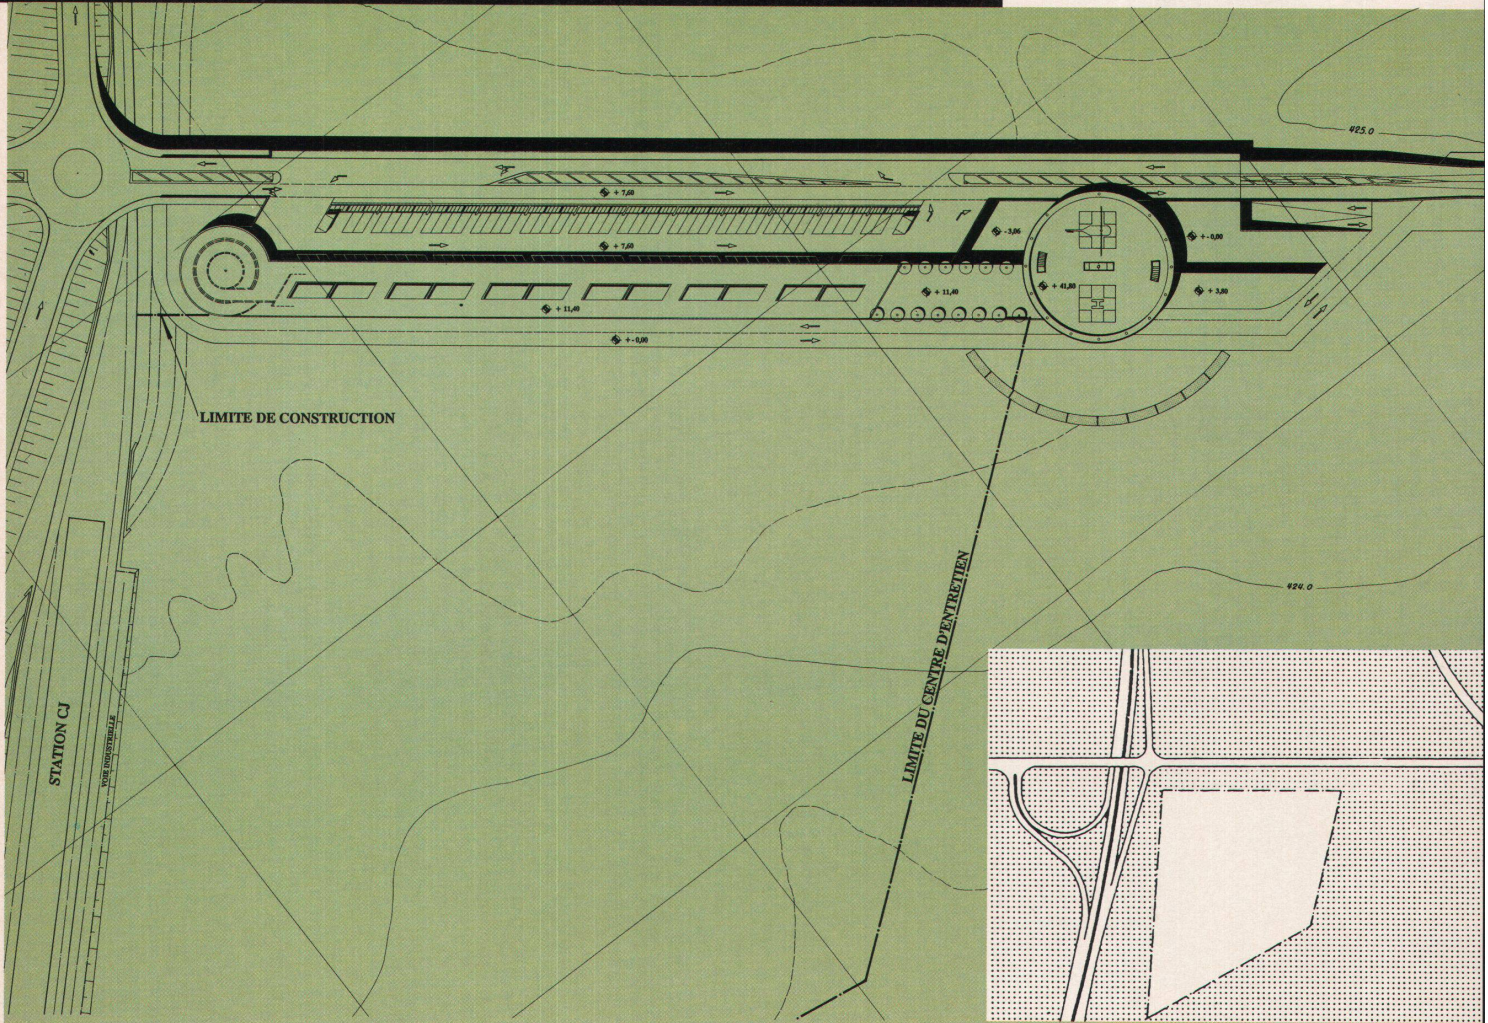 425.0
+ 7,60
- 3,06
+-0,00
+ 7,60
+ 41,80
+ 11,40
+ 3,80
+ 11,40
+-0,00
LIMITE DE CONSTRUCTION
LIMITE DU CENTRE D'ENTRETIEN
424.0
STATION CJ
VOIE INDUSTRIELLE